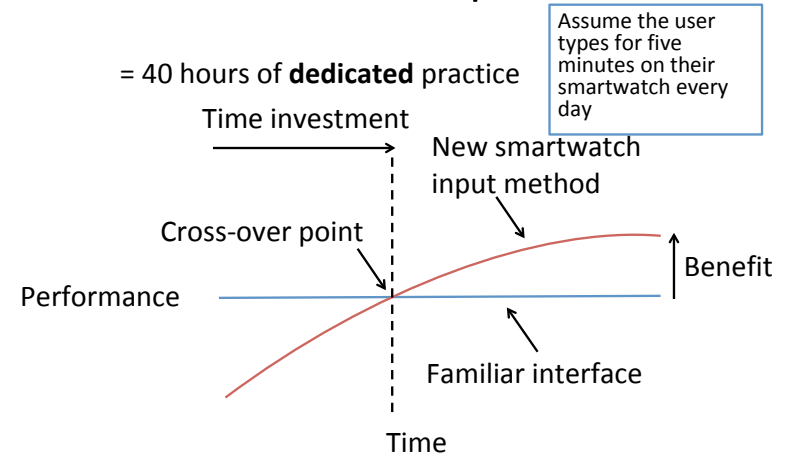 Assume the user
types for five
minutes on their
smartwatch every
day
= 40 hours of dedicated practice
Time investment
New smartwatch
input method
Cross-over point
Benefit
Performance
Familiar interface
Time